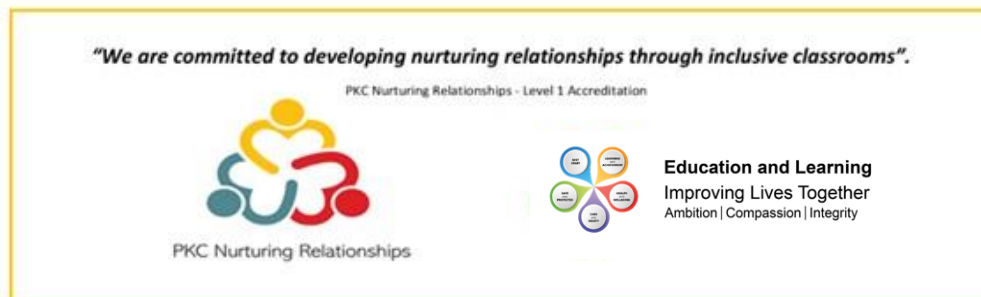 “We are committed to developing nurturing relationships through inclusive classrooms”.
PKC Nurturing Relationships - Level 1 Accreditation
PKC Nurturing Relationships
Education and Learning
Improving Lives Together
Ambition | Compassion | Integrity